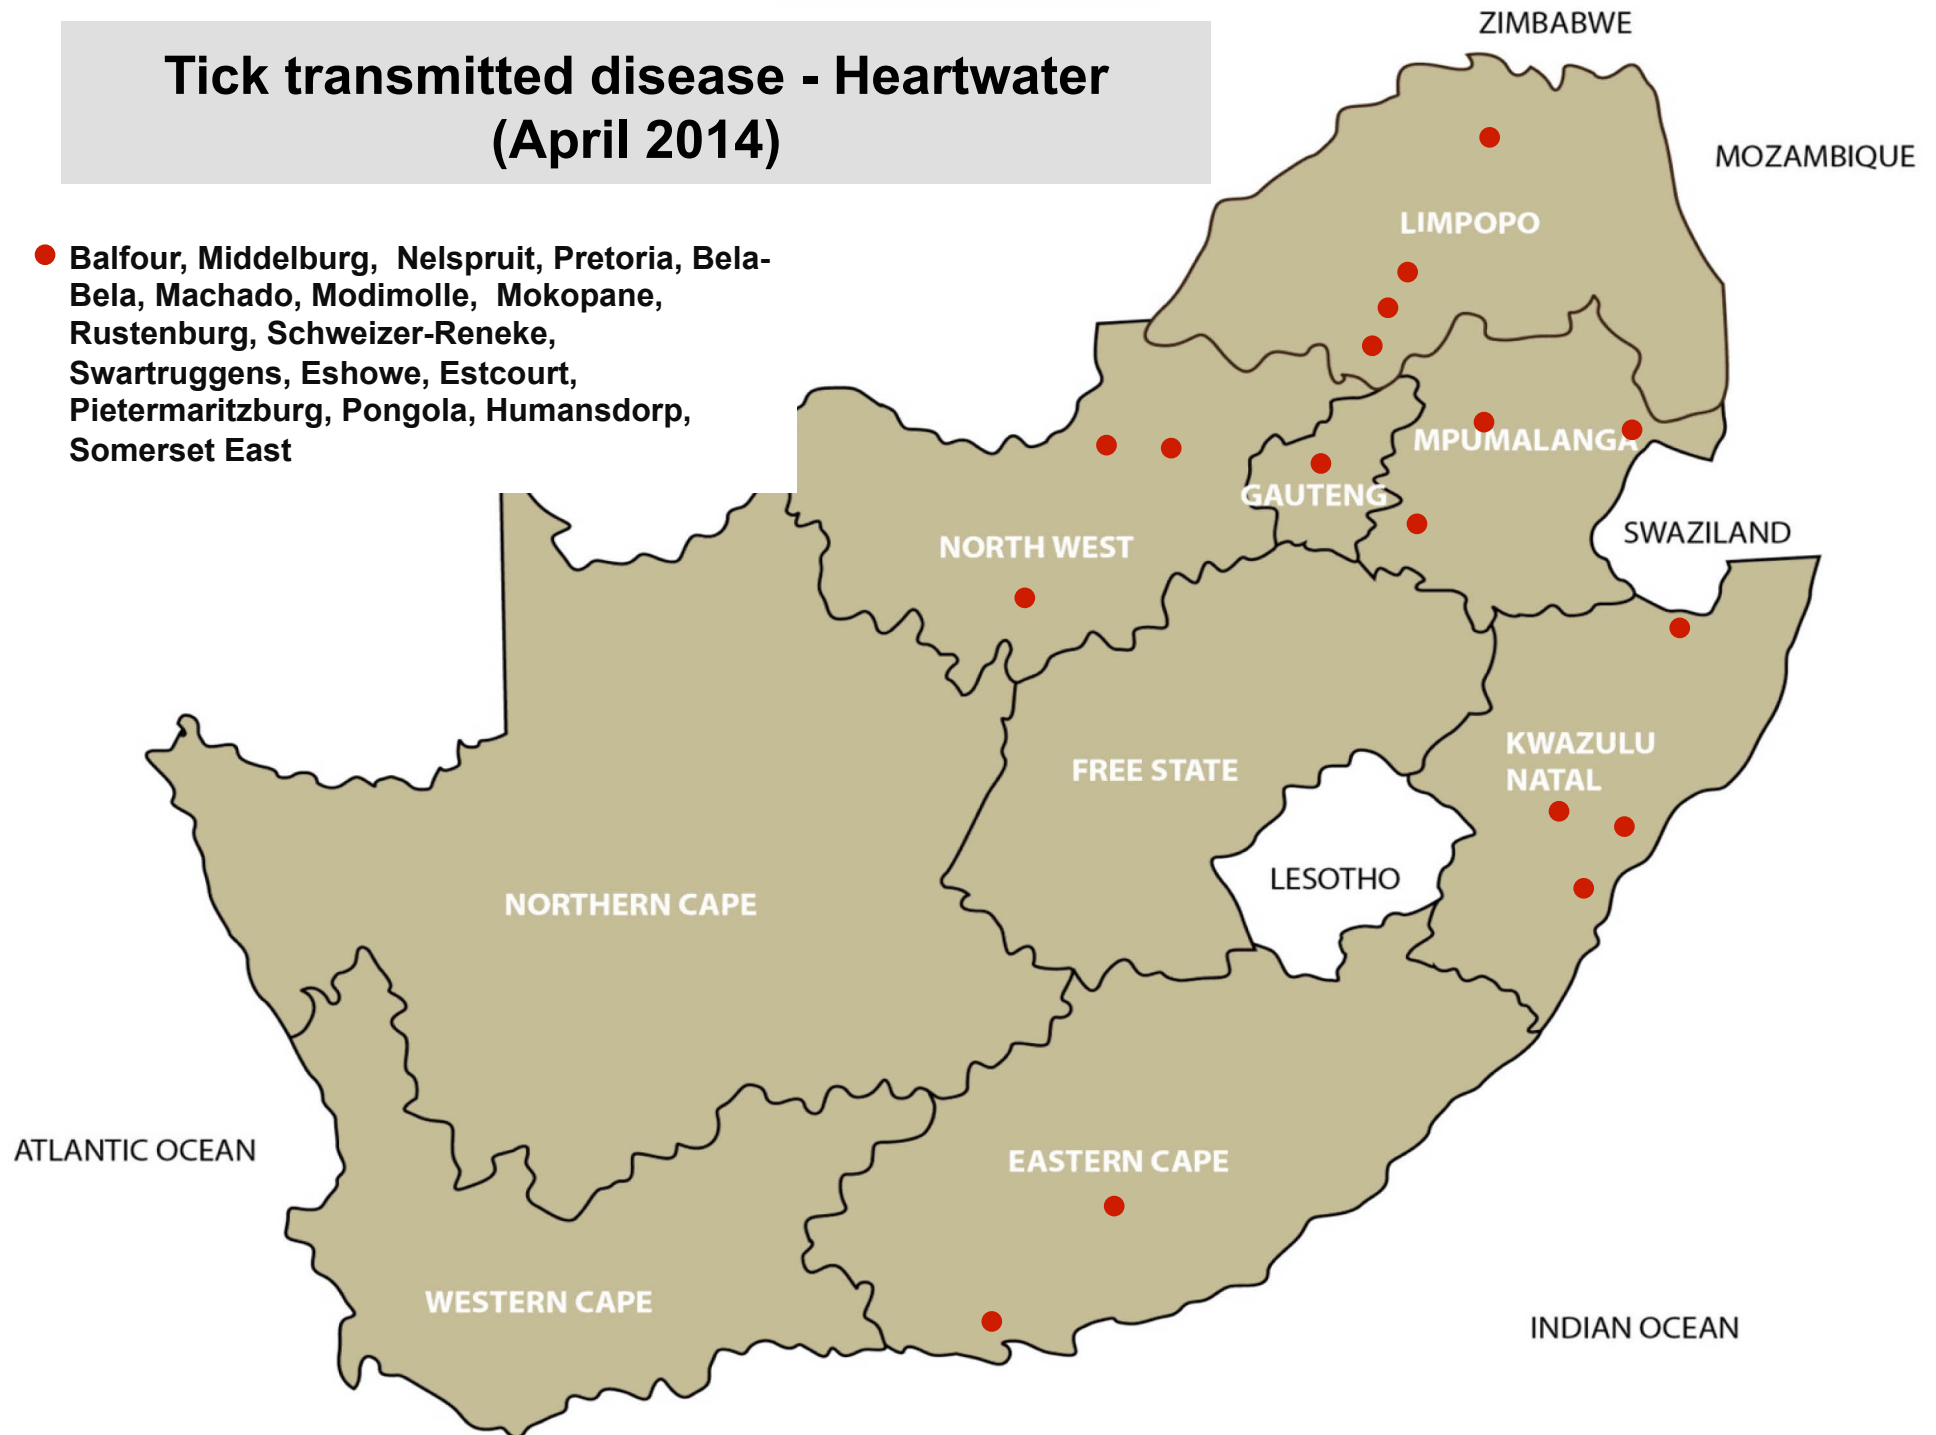 Tick transmitted disease - Heartwater
(April 2014)
Balfour, Middelburg,  Nelspruit, Pretoria, Bela-
Bela, Machado, Modimolle,  Mokopane,
Rustenburg, Schweizer-Reneke,
Swartruggens, Eshowe, Estcourt,
Pietermaritzburg, Pongola, Humansdorp,
Somerset East
ZIMBABWE
MOZAMBIQUE
LIMPOPO
MPUMALANGA
GAUTENG
SWAZILAND
NORTH WEST
KWAZULU
NATAL
FREE STATE
LESOTHO
NORTHERN CAPE
ATLANTIC OCEAN
EASTERN CAPE
WESTERN CAPE
INDIAN OCEAN